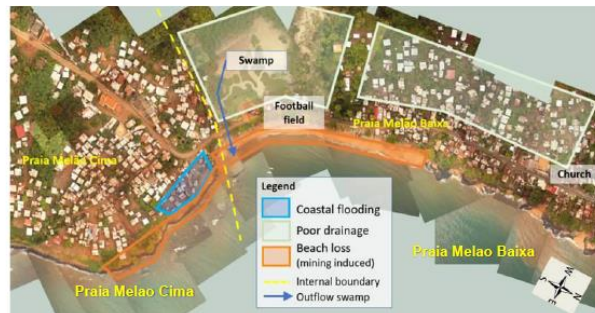 Swamp
Football
field
Praia Melao Baixa
Praia Melao Cima
Church
Legend
Coastal flooding
Poor drainage
Beach loss
(mining induced)
Internal boundary
Outflow swamp
Praia Melao Baixa
Praia Melao Cima
N
E
S
W